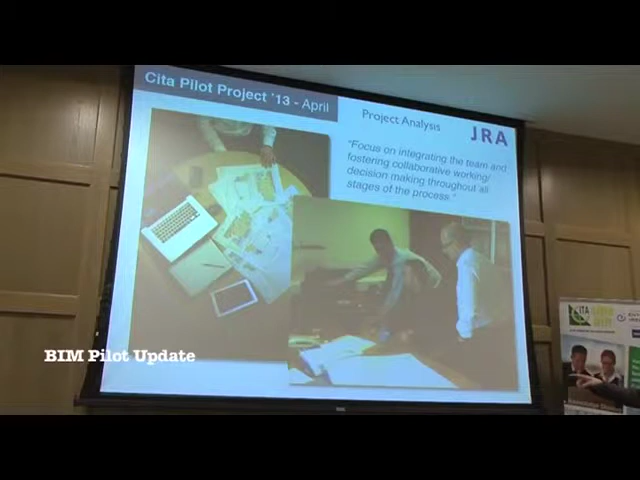 Cita Pilot Project '13 - April
Project Analysis
JRA
"Focus on integrating the team and
fostering collaborative working/
decision making throughout all
stages of the process."
BIM Pilot Update
CITA